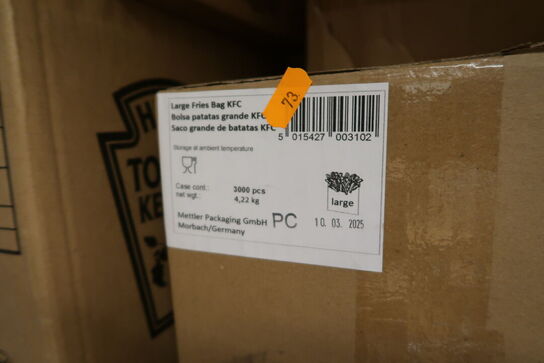 Large Fries Bag KFC
Bolsa patatas grande KFC
Saco grande de batatas KFC
73
5 015427 003102
Storage at ambient temperature
Case cont.: 3000 pcs
net wgt.: 4,22 kg
large
Mettler Packaging GmbH PC
Morbach/Germany
10. 03. 2025